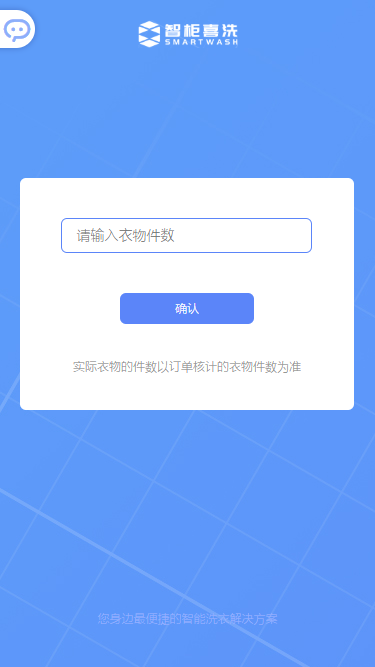 智柜喜洗
SMARTWASH
请输入衣物件数
确认
实际衣物的件数以订单核计的衣物件数为准
您身边最便捷的智能洗衣解决方案